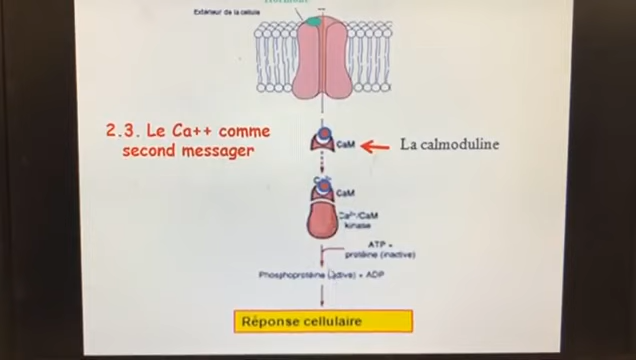 Hormone
Extérieur de la cellule
2.3. Le Ca++ comme
second messager
CaM
La calmoduline
CaM
Ca²⁺/CaM
kinase
ATP +
protéine (inactive)
Phosphoprotéine (active) + ADP
Réponse cellulaire